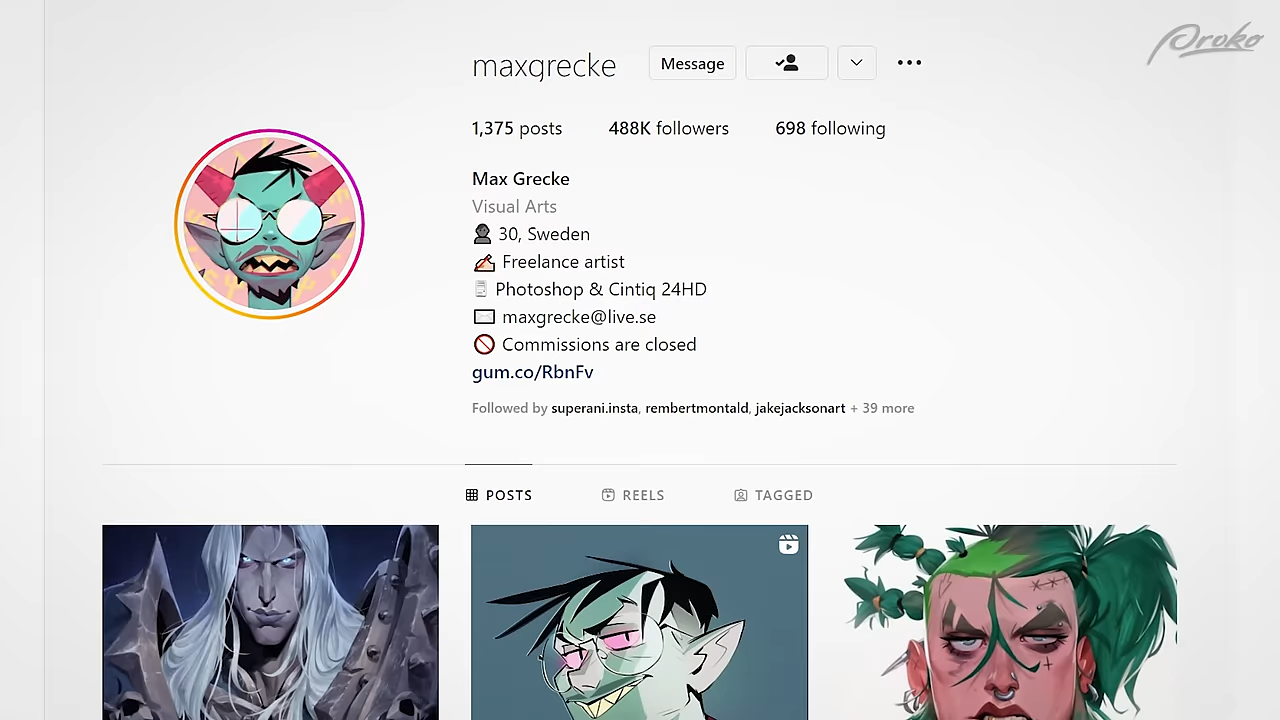 Proko
maxgrecke
Message
1,375 posts 488K followers 698 following
Max Grecke
Visual Arts
30, Sweden
Freelance artist
Photoshop & Cintiq 24HD
maxgrecke@live.se
Commissions are closed
gum.co/RbnFv
Followed by superani.insta, rembertmontald, jakejacksonart + 39 more
POSTS REELS TAGGED